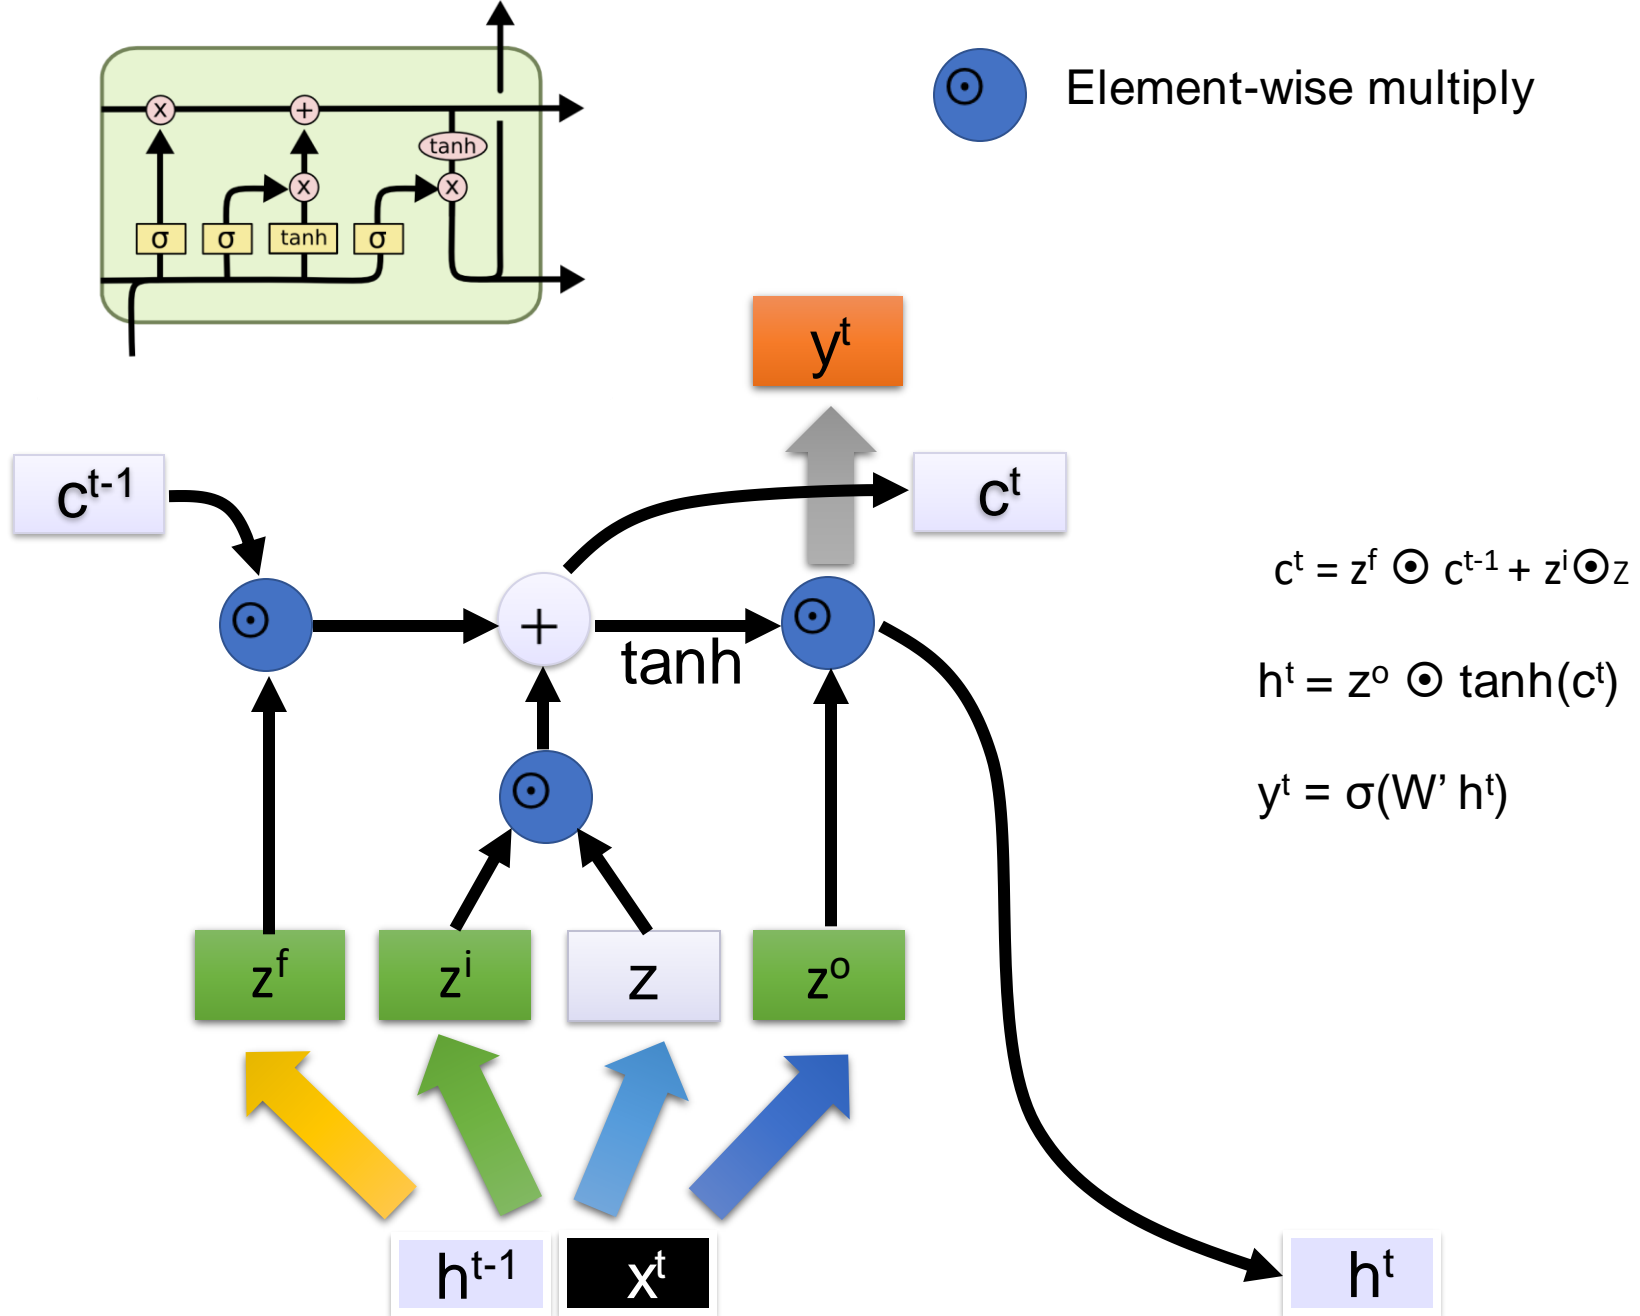 Element-wise multiply
x
+
tanh
x
x
σ
σ
tanh
σ
yᵗ
cᵗ⁻¹
cᵗ
⊙
+
⊙
tanh
⊙
cᵗ = zᶠ ⊙ cᵗ⁻¹ + zⁱ⊙z
hᵗ = zᵒ ⊙ tanh(cᵗ)
yᵗ = σ(W’ hᵗ)
zᶠ
zⁱ
z
zᵒ
hᵗ⁻¹
xᵗ
hᵗ